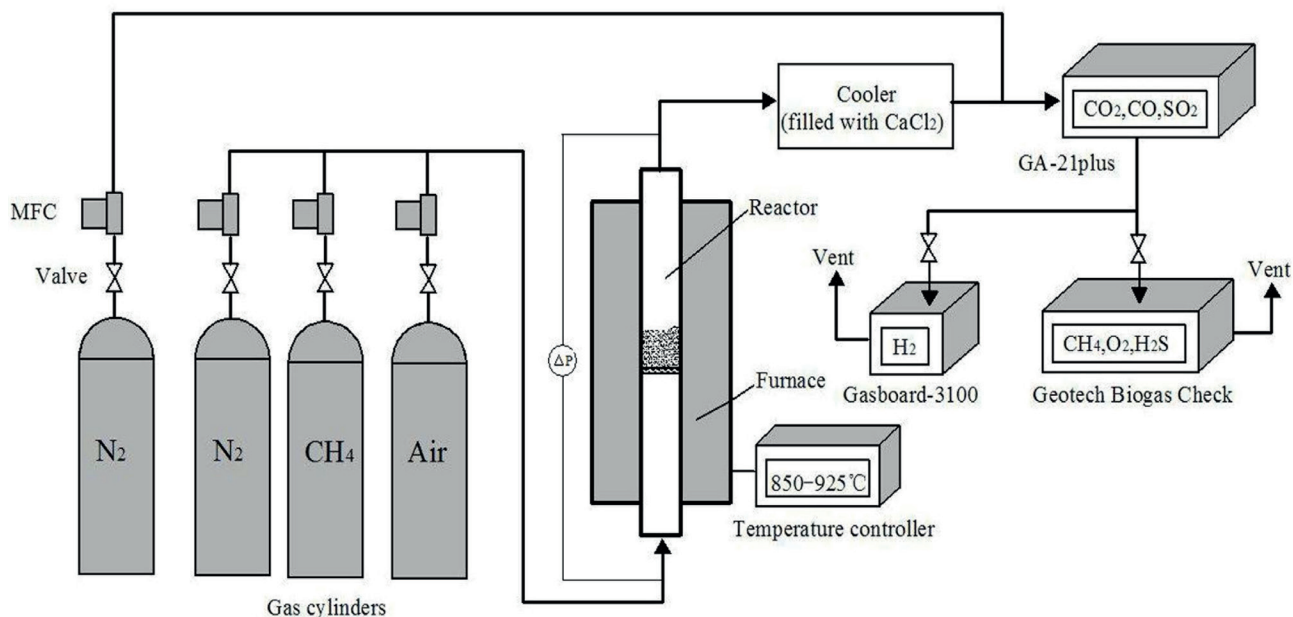 Cooler
(filled with CaCl₂)
CO₂,CO,SO₂
GA-21plus
MFC
Valve
Reactor
Vent
Vent
H₂
CH₄,O₂,H₂S
ΔP
Furnace
Gasboard-3100
Geotech Biogas Check
N₂
N₂
CH₄
Air
850-925℃
Temperature controller
Gas cylinders